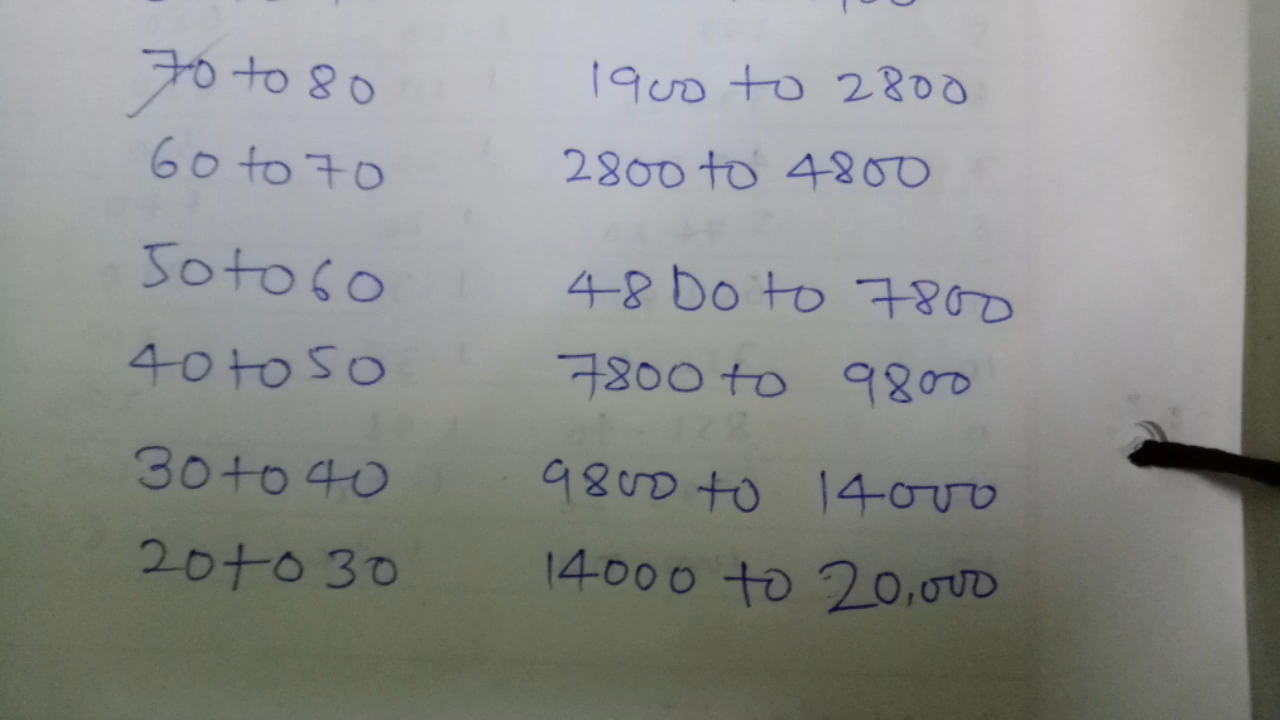 70 to 80 1900 to 2800
60 to 70 2800 to 4800
50 to 60 4800 to 7800
40 to 50 7800 to 9800
30 to 40 9800 to 14000
20 to 30 14000 to 20,000